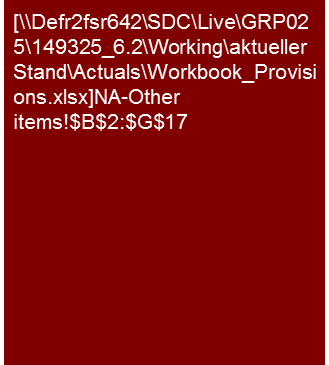 [\\Defr2fsr642\SDC\Live\GRP02
5\149325_6.2\Working\aktueller
Stand\Actuals\Workbook_Provisi
ons.xlsx]NA-Other
items!$B$2:$G$17